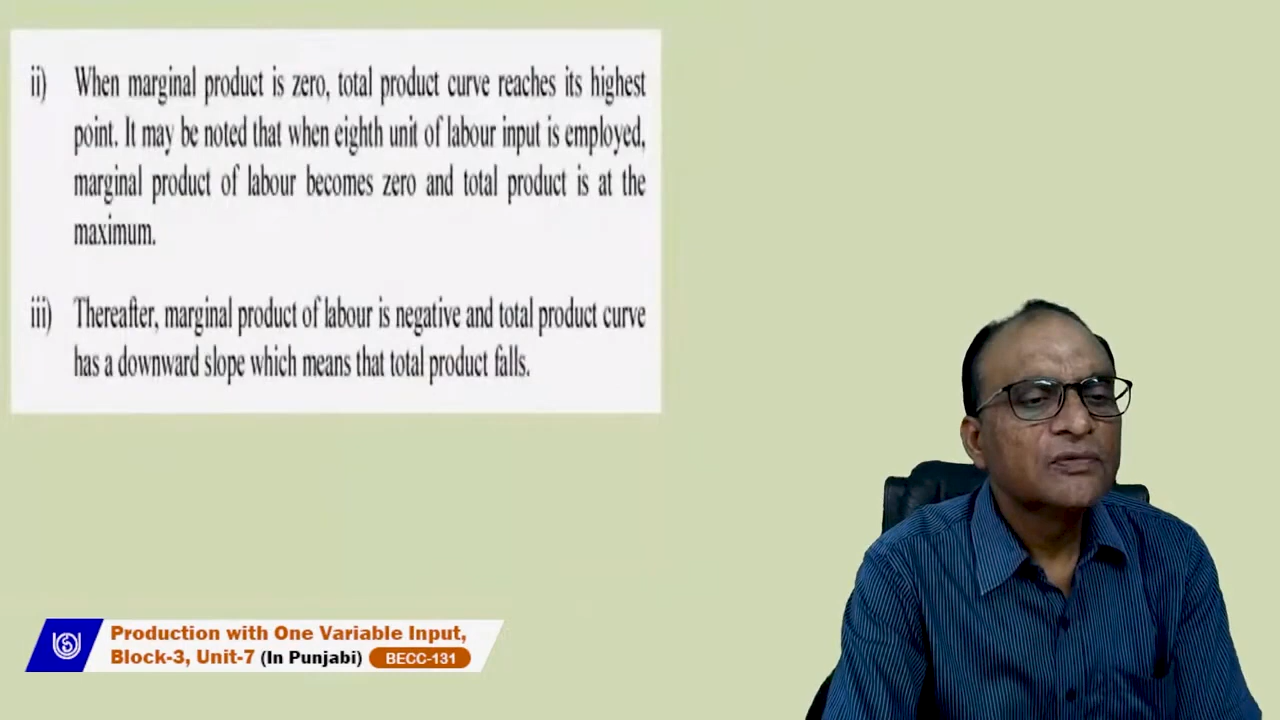 ii) When marginal product is zero, total product curve reaches its highest
point. It may be noted that when eighth unit of labour input is employed,
marginal product of labour becomes zero and total product is at the
maximum.
iii) Thereafter, marginal product of labour is negative and total product curve
has a downward slope which means that total product falls.
Production with One Variable Input,
Block-3, Unit-7 (In Punjabi) BECC-131